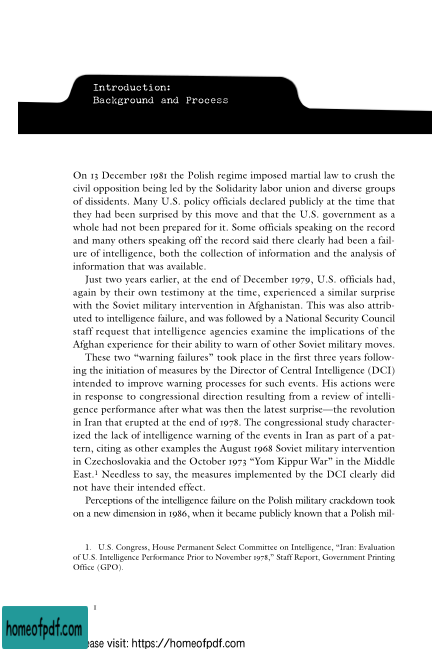 Introduction:
Background and Process
On 13 December 1981 the Polish regime imposed martial law to crush the
civil opposition being led by the Solidarity labor union and diverse groups
of dissidents. Many U.S. policy officials declared publicly at the time that
they had been surprised by this move and that the U.S. government as a
whole had not been prepared for it. Some officials speaking on the record
and many others speaking off the record said there clearly had been a fail-
ure of intelligence, both the collection of information and the analysis of
information that was available.
Just two years earlier, at the end of December 1979, U.S. officials had,
again by their own testimony at the time, experienced a similar surprise
with the Soviet military intervention in Afghanistan. This was also attrib-
uted to intelligence failure, and was followed by a National Security Council
staff request that intelligence agencies examine the implications of the
Afghan experience for their ability to warn of other Soviet military moves.
These two “warning failures” took place in the first three years follow-
ing the initiation of measures by the Director of Central Intelligence (DCI)
intended to improve warning processes for such events. His actions were
in response to congressional direction resulting from a review of intelli-
gence performance after what was then the latest surprise—the revolution
in Iran that erupted at the end of 1978. The congressional study character-
ized the lack of intelligence warning of the events in Iran as part of a pat-
tern, citing as other examples the August 1968 Soviet military intervention
in Czechoslovakia and the October 1973 “Yom Kippur War” in the Middle
East.1 Needless to say, the measures implemented by the DCI clearly did
not have their intended effect.
Perceptions of the intelligence failure on the Polish military crackdown took
on a new dimension in 1986, when it became publicly known that a Polish mil-
1. U.S. Congress, House Permanent Select Committee on Intelligence, “Iran: Evaluation
of U.S. Intelligence Performance Prior to November 1978,” Staff Report, Government Printing
Office (GPO).
1
homeofpdf.com
ease visit: https://homeofpdf.com